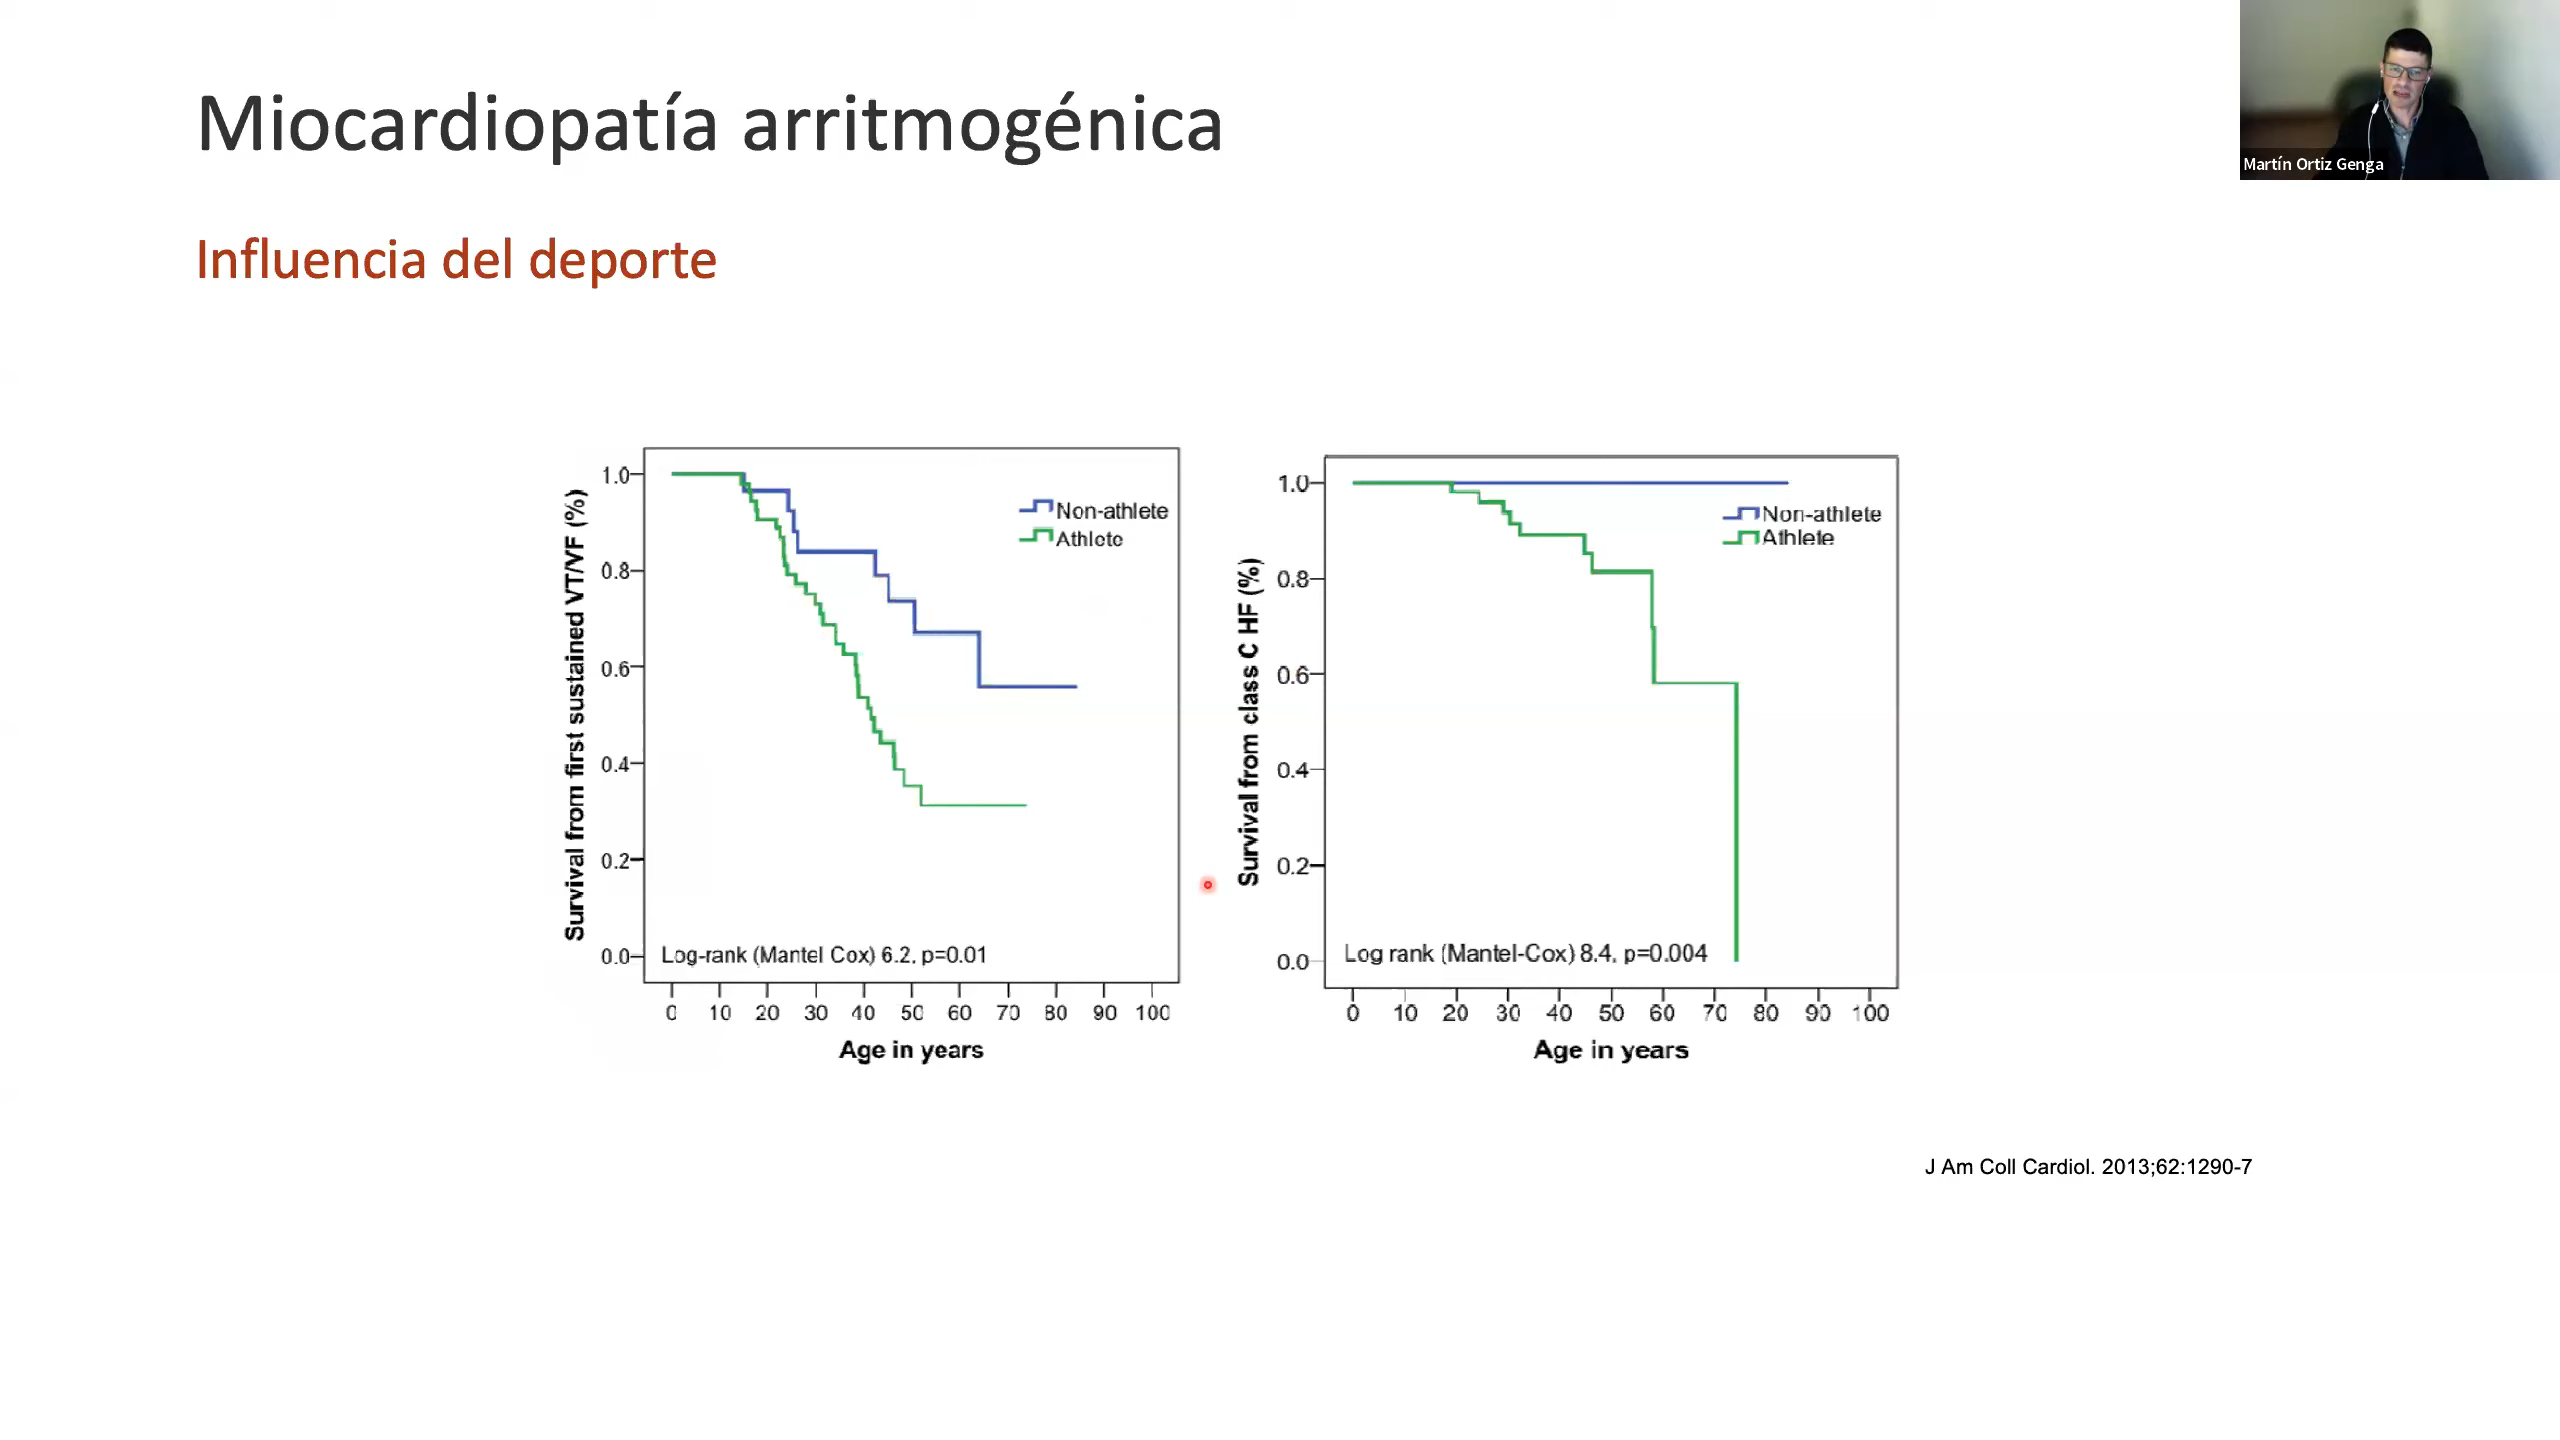 Miocardiopatía arritmogénica
Martín Ortiz Genga
Influencia del deporte
Survival from first sustained VT/VF (%)
1.0
0.8
0.6
0.4
0.2
0.0
Non-athlete
Athlete
Log-rank (Mantel Cox) 6.2, p=0.01
0 10 20 30 40 50 60 70 80 90 100
Age in years
Survival from class C HF (%)
1.0
0.8
0.6
0.4
0.2
0.0
Non-athlete
Athlete
Log rank (Mantel-Cox) 8.4, p=0.004
0 10 20 30 40 50 60 70 80 90 100
Age in years
J Am Coll Cardiol. 2013;62:1290-7